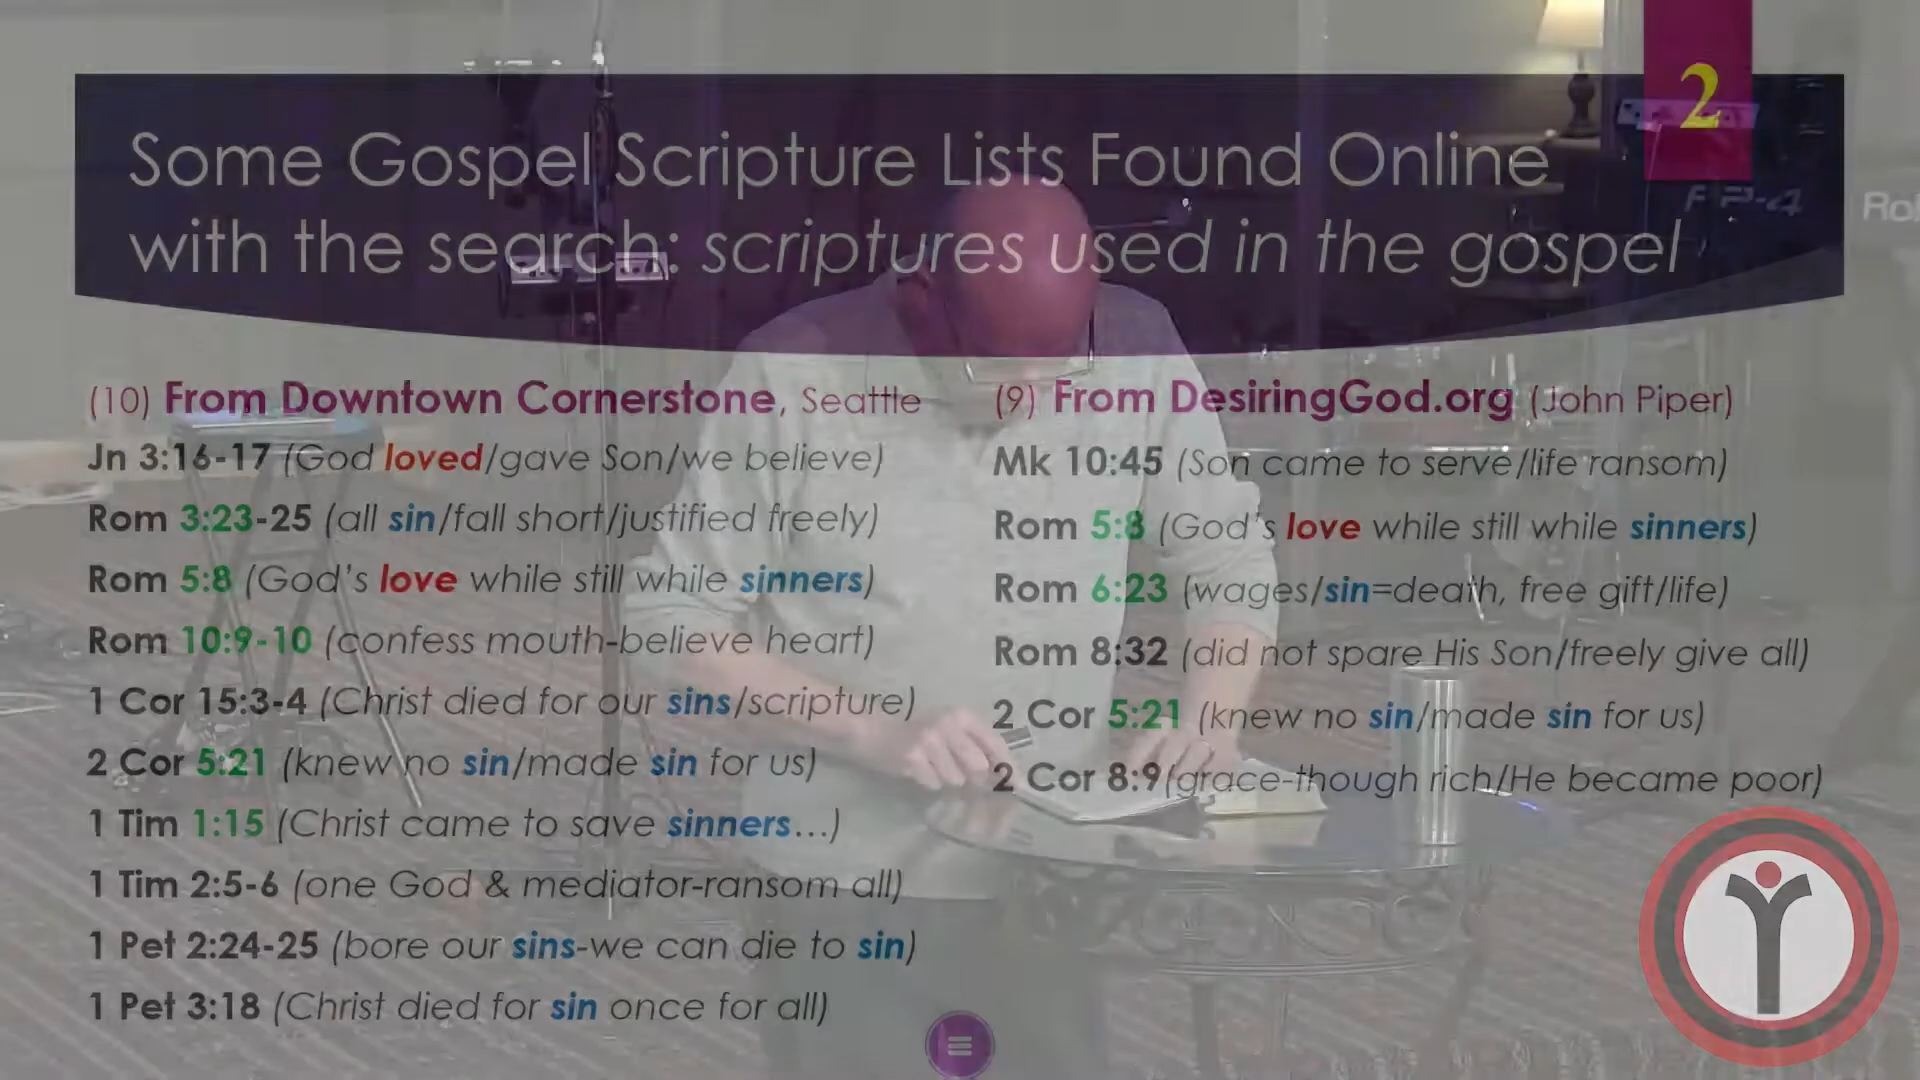 2
Some Gospel Scripture Lists Found Online
with the search: scriptures used in the gospel
(10) From Downtown Cornerstone, Seattle
Jn 3:16-17 (God loved/gave Son/we believe)
Rom 3:23-25 (all sin/fall short/justified freely)
Rom 5:8 (God's love while still while sinners)
Rom 10:9-10 (confess mouth-believe heart)
1 Cor 15:3-4 (Christ died for our sins/scripture)
2 Cor 5:21 (knew no sin/made sin for us)
1 Tim 1:15 (Christ came to save sinners...)
1 Tim 2:5-6 (one God & mediator-ransom all)
1 Pet 2:24-25 (bore our sins-we can die to sin)
1 Pet 3:18 (Christ died for sin once for all)
(9) From DesiringGod.org (John Piper)
Mk 10:45 (Son came to serve/life ransom)
Rom 5:8 (God's love while still while sinners)
Rom 6:23 (wages/sin=death, free gift/life)
Rom 8:32 (did not spare His Son/freely give all)
2 Cor 5:21 (knew no sin/made sin for us)
2 Cor 8:9(grace-though rich/He became poor)